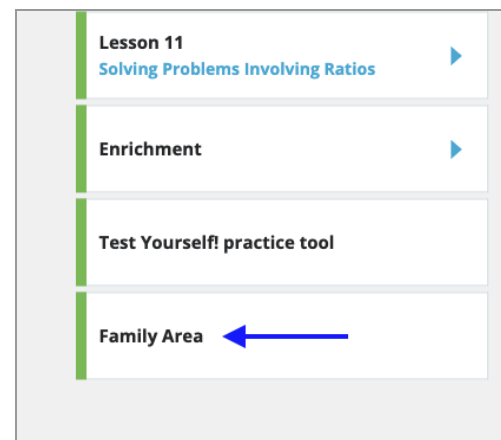 Lesson 11
Solving Problems Involving Ratios
Enrichment
Test Yourself! practice tool
Family Area